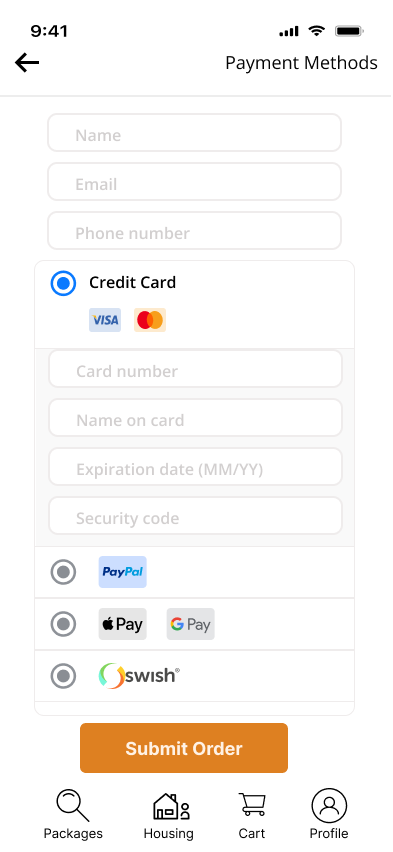 9:41
Payment Methods
Name
Email
Phone number
Credit Card
VISA
Card number
Name on card
Expiration date (MM/YY)
Security code
PayPal
Pay G Pay
swish®
Submit Order
Packages Housing Cart Profile